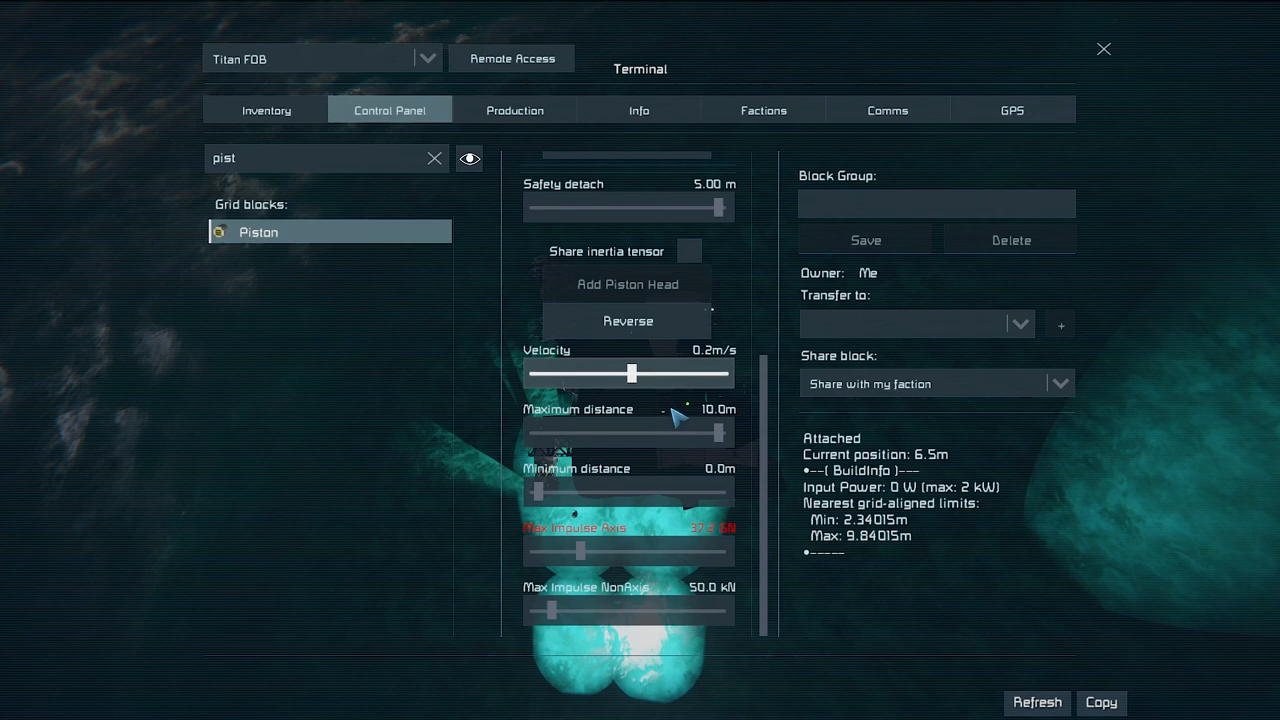 Titan FOB
Remote Access
Terminal
Inventory
Control Panel
Production
Info
Factions
Comms
GPS
pist
Grid blocks:
Piston
Safety detach 5.00 m
Share inertia tensor
Add Piston Head
Reverse
Velocity 0.2m/s
Maximum distance 10.0m
Minimum distance 0.0m
Max Impulse Axis 37.2 GN
Max Impulse NonAxis 50.0 kN
Block Group:
Save
Delete
Owner: Me
Transfer to:
+
Share block:
Share with my faction
Attached
Current position: 6.5m
•--( BuildInfo )---
Input Power: 0 W (max: 2 kW)
Nearest grid-aligned limits:
Min: 2.34015m
Max: 9.84015m
•-----
Refresh
Copy